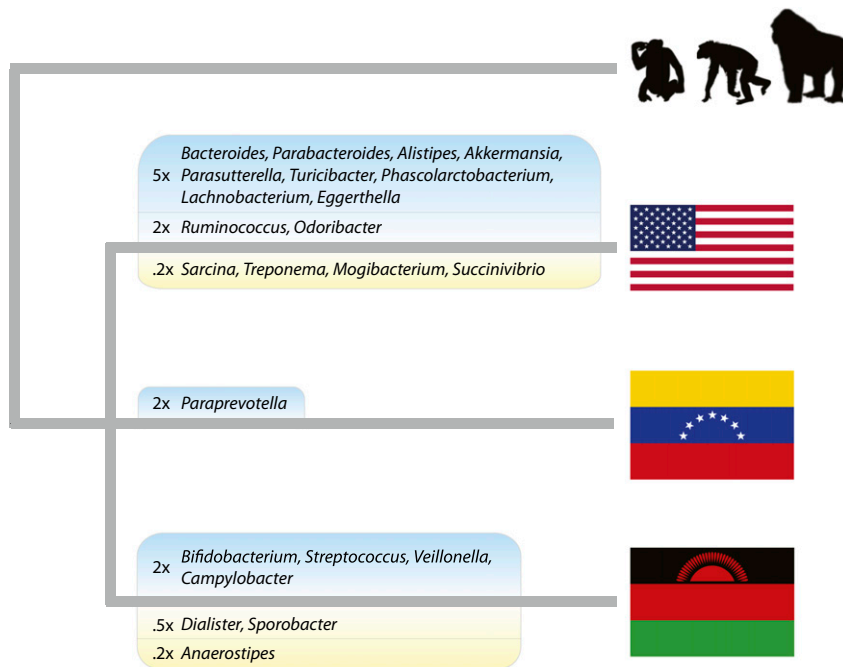 Bacteroides, Parabacteroides, Alistipes, Akkermansia,
5x Parasutterella, Turicibacter, Phascolarctobacterium,
Lachnobacterium, Eggerthella
2x Ruminococcus, Odoribacter
.2x Sarcina, Treponema, Mogibacterium, Succinivibrio
2x Paraprevotella
2x Bifidobacterium, Streptococcus, Veillonella,
Campylobacter
.5x Dialister, Sporobacter
.2x Anaerostipes